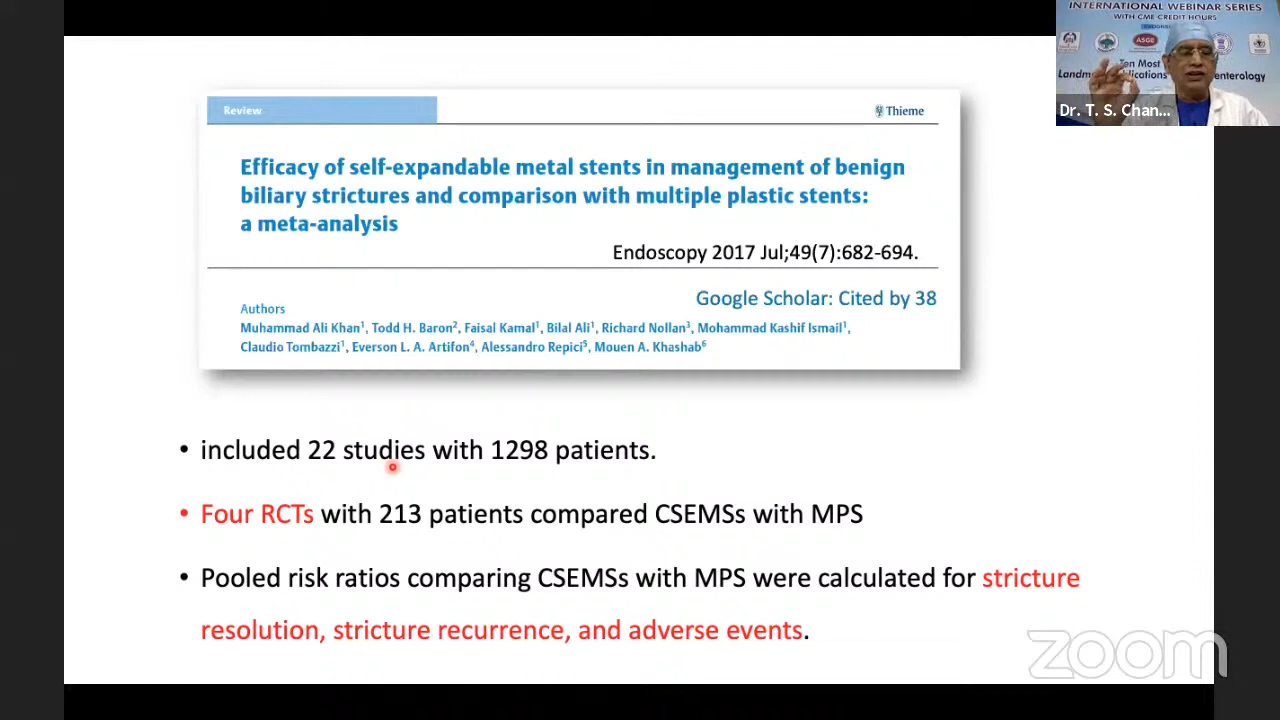 Review
Thieme
Efficacy of self-expandable metal stents in management of benign
biliary strictures and comparison with multiple plastic stents:
a meta-analysis
Endoscopy 2017 Jul;49(7):682-694.
Google Scholar: Cited by 38
Authors
Muhammad Ali Khan¹, Todd H. Baron², Faisal Kamal¹, Bilal Ali¹, Richard Nollan³, Mohammad Kashif Ismail¹,
Claudio Tombazzi¹, Everson L. A. Artifon⁴, Alessandro Repici⁵, Mouen A. Khashab⁶
• included 22 studies with 1298 patients.
• Four RCTs with 213 patients compared CSEMSs with MPS
• Pooled risk ratios comparing CSEMSs with MPS were calculated for stricture
resolution, stricture recurrence, and adverse events.
INTERNATIONAL WEBINAR SERIES
WITH CME CREDIT HOURS
ASGE
Ten Most
Dr. T. S. Chan...
zoom